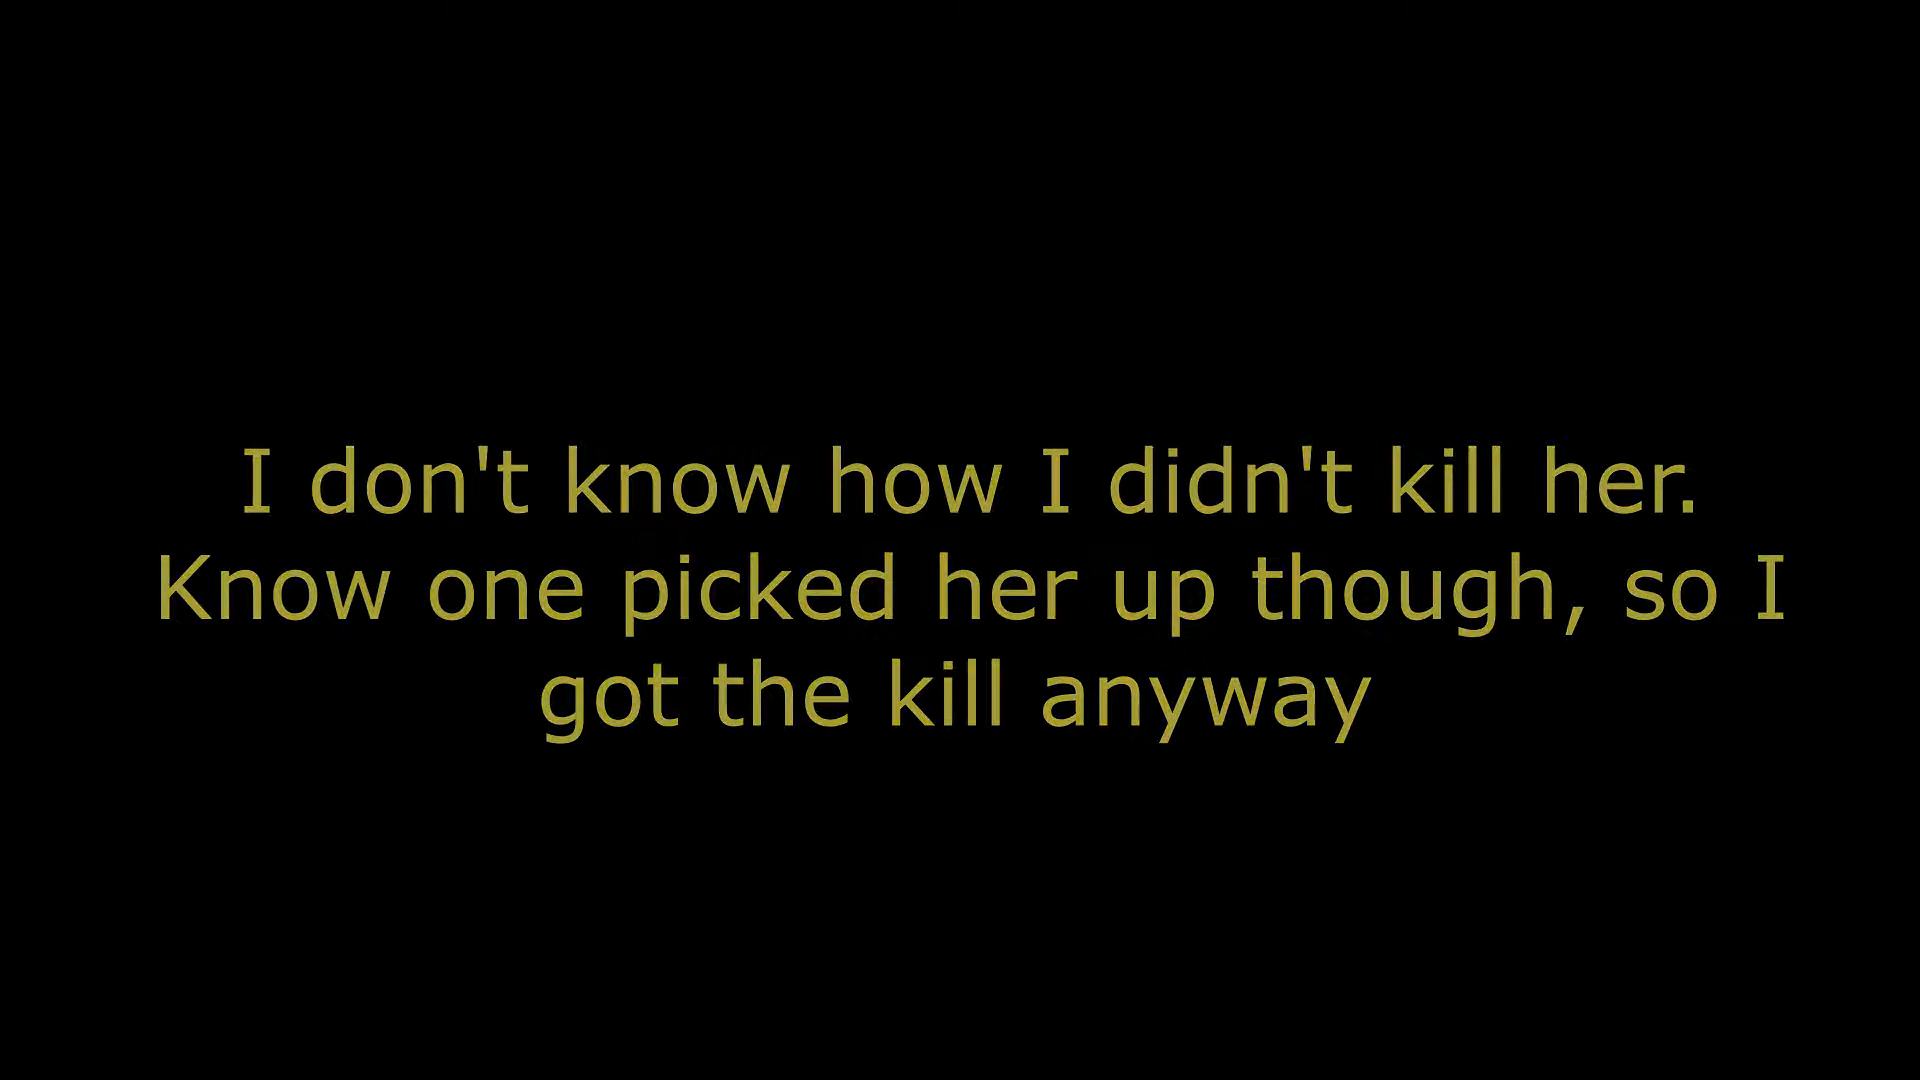 I don't know how I didn't kill her.
Know one picked her up though, so I
got the kill anyway